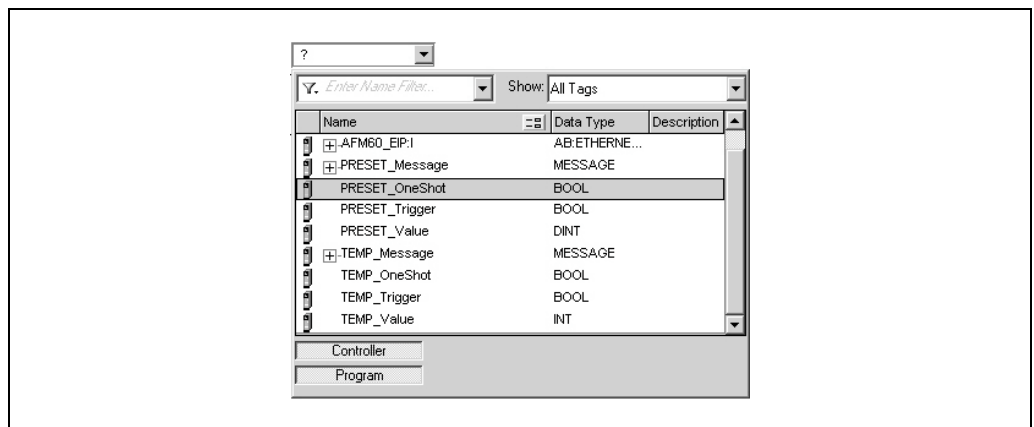 ?
Enter Name Filter... Show: All Tags
Name Data Type Description
AFM60_EIP:I AB:ETHERNE...
PRESET_Message MESSAGE
PRESET_OneShot BOOL
PRESET_Trigger BOOL
PRESET_Value DINT
TEMP_Message MESSAGE
TEMP_OneShot BOOL
TEMP_Trigger BOOL
TEMP_Value INT
Controller
Program